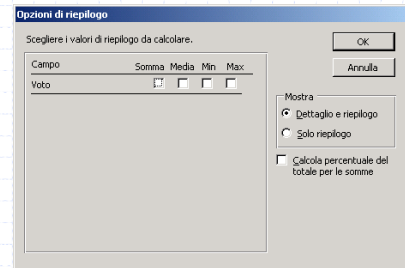 Opzioni di riepilogo
Scegliere i valori di riepilogo da calcolare.
OK
Annulla
Campo Somma Media Min Max
Voto
Mostra
Dettaglio e riepilogo
Solo riepilogo
Calcola percentuale del
totale per le somme